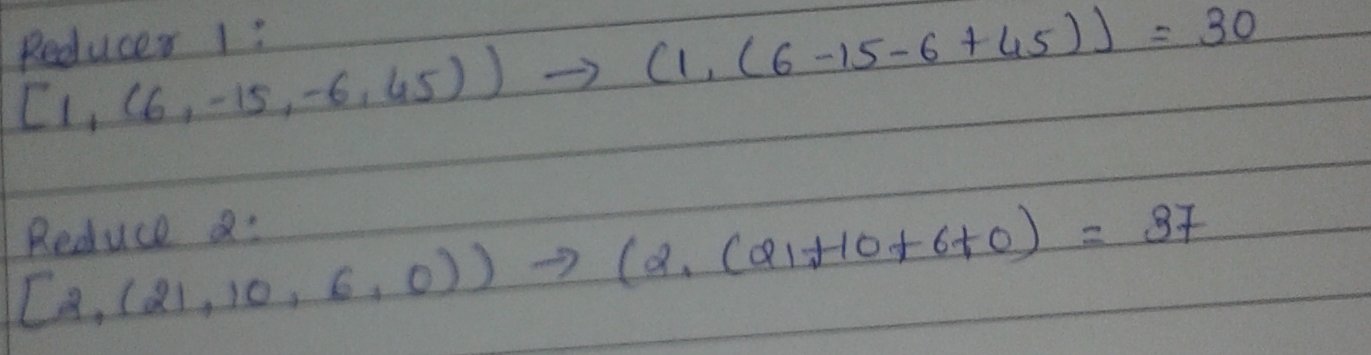 Reducer 1:
[1, (6, -15, -6, 45)) → (1, (6 -15 -6 + 45)) = 30
Reduce 2:
[2, (21, 10, 6, 0)) → (2, (21+10+6+0) = 37